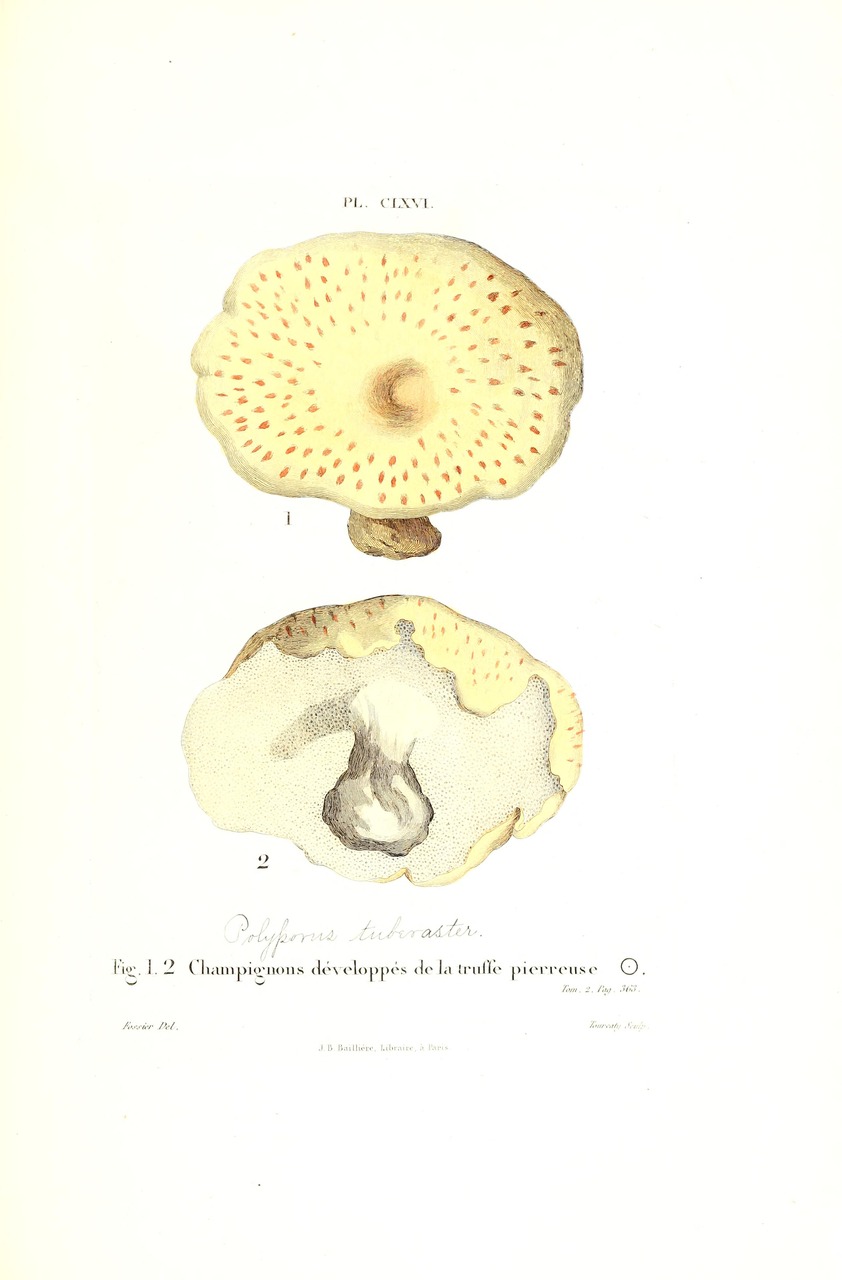 PL. CLXVI.
1
2
Polyporus tuberaster.
Fig. 1. 2 Champignons développés de la truffe pierreuse ☉.
Tom. 2. Pag. 363.
Fossier Del.
Tourcaty Sculp.
J. B. Baillière, Libraire, à Paris.